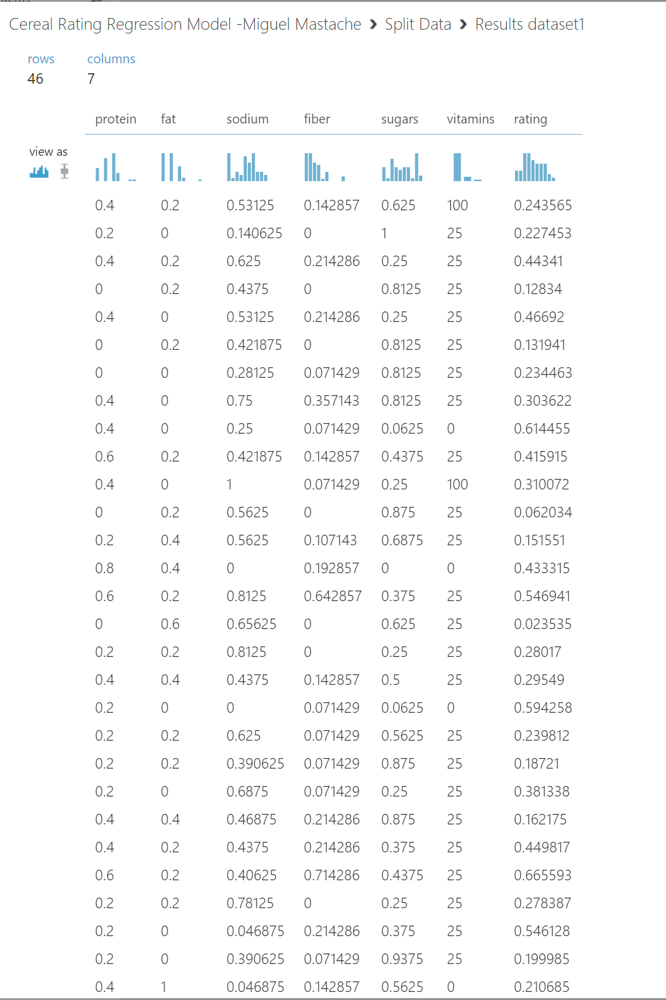 Cereal Rating Regression Model -Miguel Mastache › Split Data › Results dataset1
rows columns
46 7
protein fat sodium fiber sugars vitamins rating
view as
0.4 0.2 0.53125 0.142857 0.625 100 0.243565
0.2 0 0.140625 0 1 25 0.227453
0.4 0.2 0.625 0.214286 0.25 25 0.44341
0 0.2 0.4375 0 0.8125 25 0.12834
0.4 0 0.53125 0.214286 0.25 25 0.46692
0 0.2 0.421875 0 0.8125 25 0.131941
0 0 0.28125 0.071429 0.8125 25 0.234463
0.4 0 0.75 0.357143 0.8125 25 0.303622
0.4 0 0.25 0.071429 0.0625 0 0.614455
0.6 0.2 0.421875 0.142857 0.4375 25 0.415915
0.4 0 1 0.071429 0.25 100 0.310072
0 0.2 0.5625 0 0.875 25 0.062034
0.2 0.4 0.5625 0.107143 0.6875 25 0.151551
0.8 0.4 0 0.192857 0 0 0.433315
0.6 0.2 0.8125 0.642857 0.375 25 0.546941
0 0.6 0.65625 0 0.625 25 0.023535
0.2 0.2 0.8125 0 0.25 25 0.28017
0.4 0.4 0.4375 0.142857 0.5 25 0.29549
0.2 0 0 0.071429 0.0625 0 0.594258
0.2 0.2 0.625 0.071429 0.5625 25 0.239812
0.2 0.2 0.390625 0.071429 0.875 25 0.18721
0.2 0 0.6875 0.071429 0.25 25 0.381338
0.4 0.4 0.46875 0.214286 0.875 25 0.162175
0.4 0.2 0.4375 0.214286 0.375 25 0.449817
0.6 0.2 0.40625 0.714286 0.4375 25 0.665593
0.2 0.2 0.78125 0 0.25 25 0.278387
0.2 0 0.046875 0.214286 0.375 25 0.546128
0.2 0 0.390625 0.071429 0.9375 25 0.199985
0.4 1 0.046875 0.142857 0.5625 0 0.210685